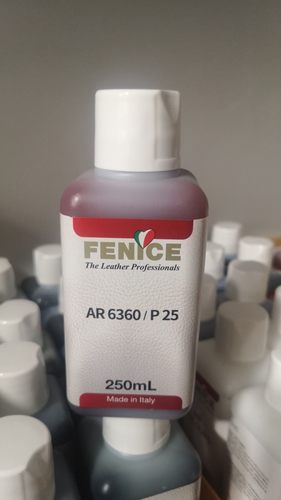 FENICE
The Leather Professionals
AR 6360 / P 25
250mL
Made in Italy